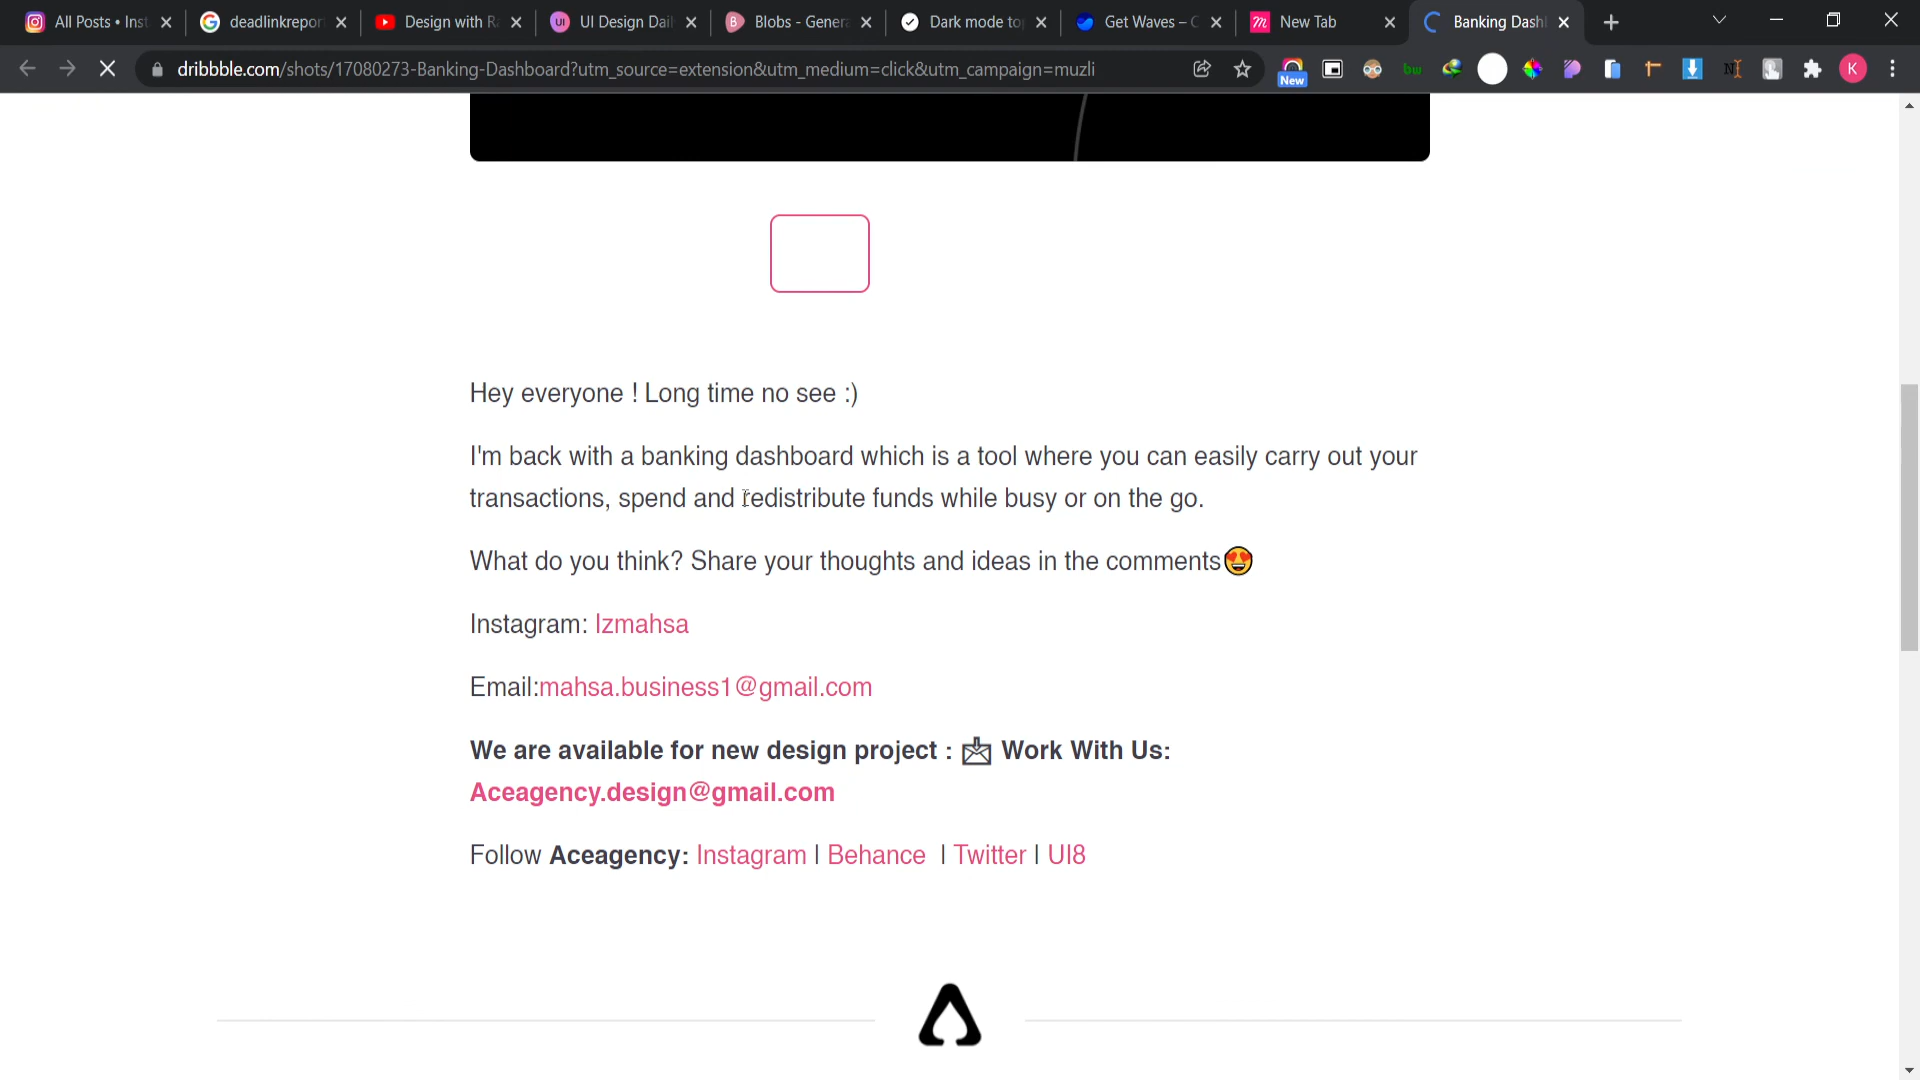 All Posts • Inst
deadlinkrepor
Design with R
UI Design Dail
Blobs - Genera
Dark mode to
Get Waves – C
New Tab
Banking Dash
dribbble.com/shots/17080273-Banking-Dashboard?utm_source=extension&utm_medium=click&utm_campaign=muzli
New
K
Hey everyone ! Long time no see :)
I'm back with a banking dashboard which is a tool where you can easily carry out your
transactions, spend and redistribute funds while busy or on the go.
What do you think? Share your thoughts and ideas in the comments😍
Instagram: Izmahsa
Email:mahsa.business1@gmail.com
We are available for new design project : 📩 Work With Us:
Aceagency.design@gmail.com
Follow Aceagency: Instagram | Behance | Twitter | UI8